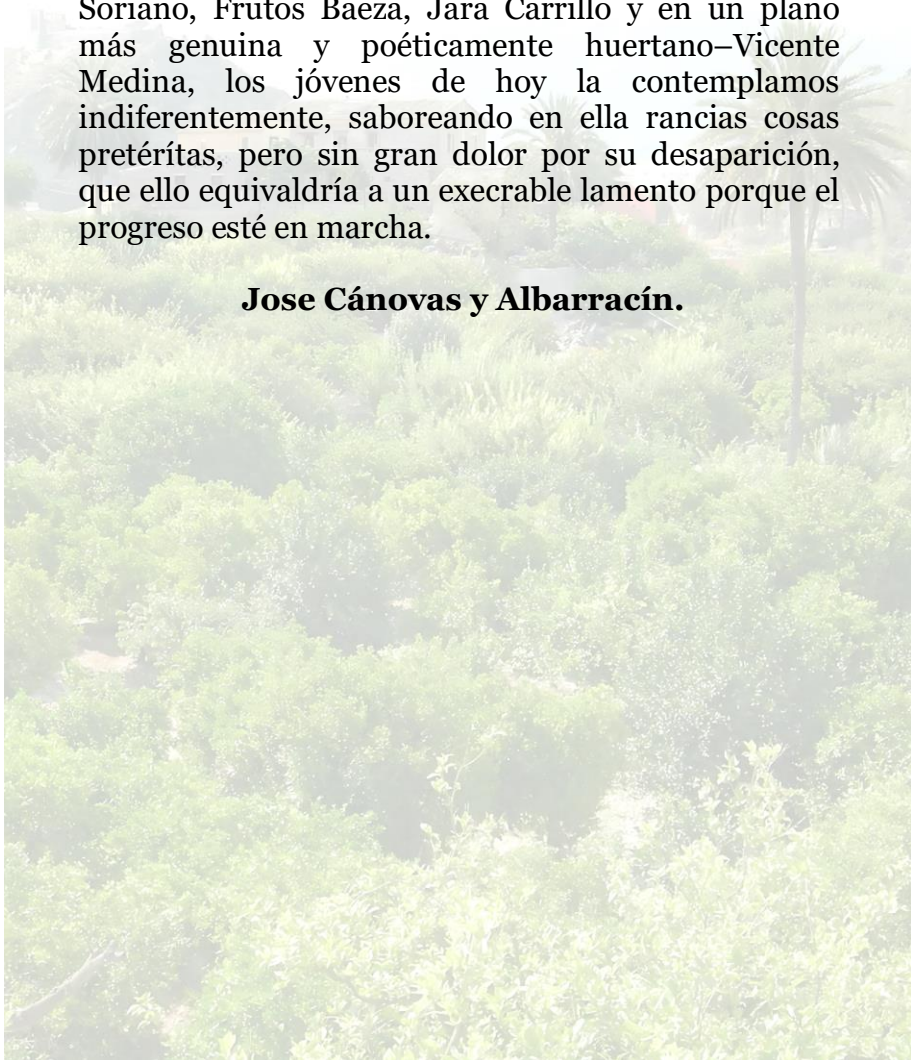 Soriano, Frutos Baeza, Jara Carrillo y en un plano
más genuina y poéticamente huertano–Vicente
Medina, los jóvenes de hoy la contemplamos
indiferentemente, saboreando en ella rancias cosas
pretérítas, pero sin gran dolor por su desaparición,
que ello equivaldría a un execrable lamento porque el
progreso esté en marcha.
Jose Cánovas y Albarracín.